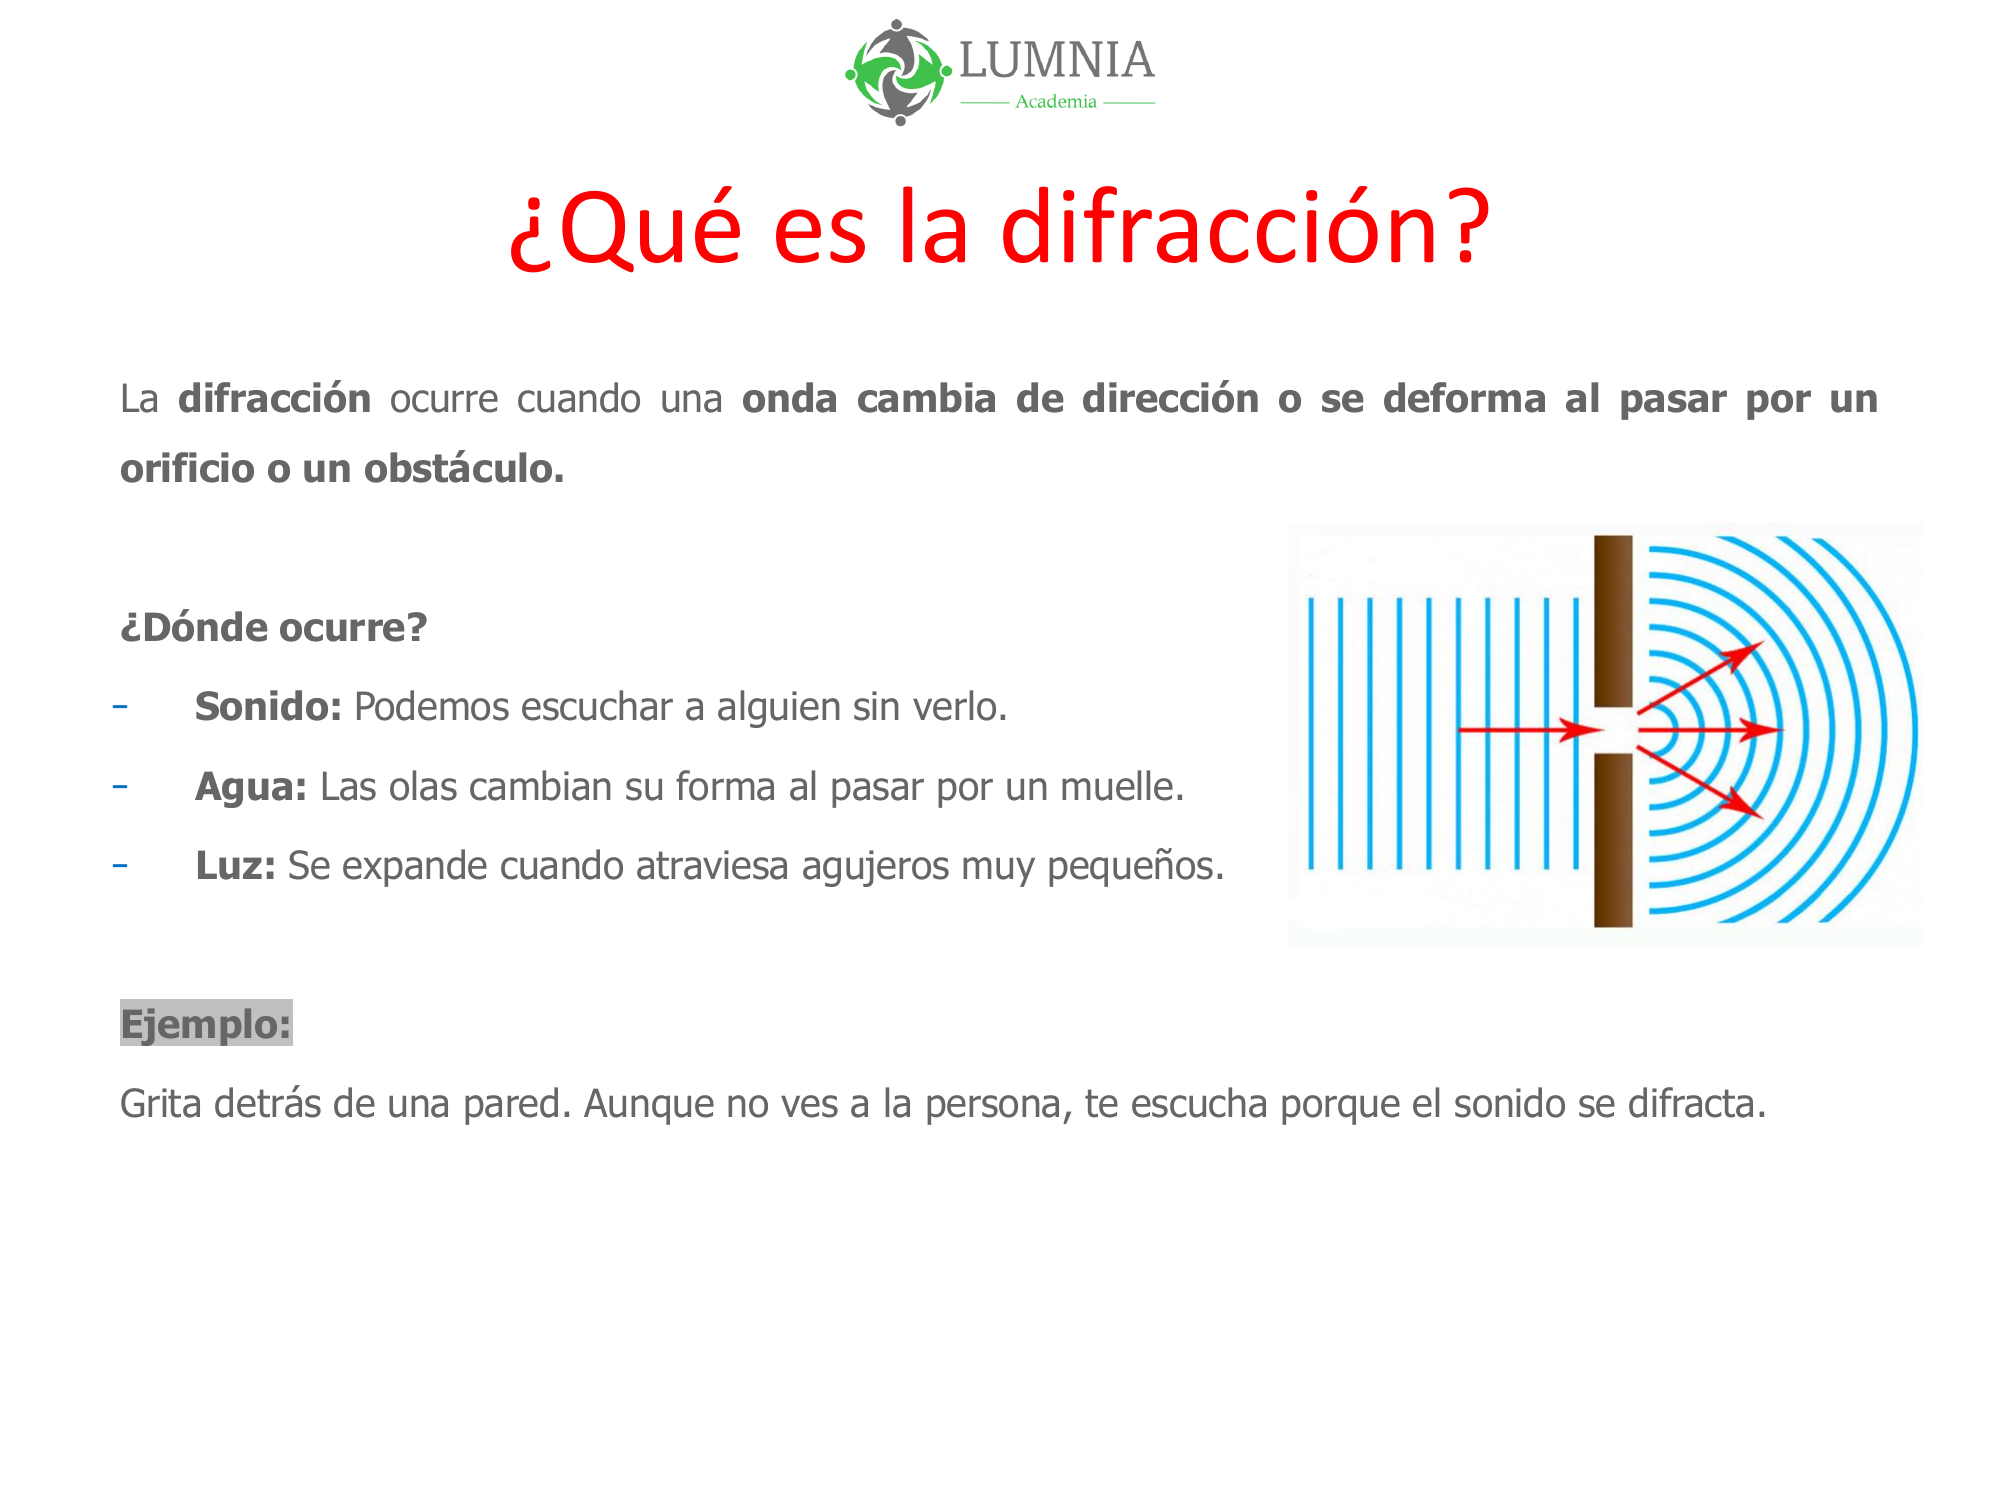 LUMNIA
Academia
¿Qué es la difracción?
La difracción ocurre cuando una onda cambia de dirección o se deforma al pasar por un
orificio o un obstáculo.
¿Dónde ocurre?
- Sonido: Podemos escuchar a alguien sin verlo.
- Agua: Las olas cambian su forma al pasar por un muelle.
- Luz: Se expande cuando atraviesa agujeros muy pequeños.
Ejemplo:
Grita detrás de una pared. Aunque no ves a la persona, te escucha porque el sonido se difracta.